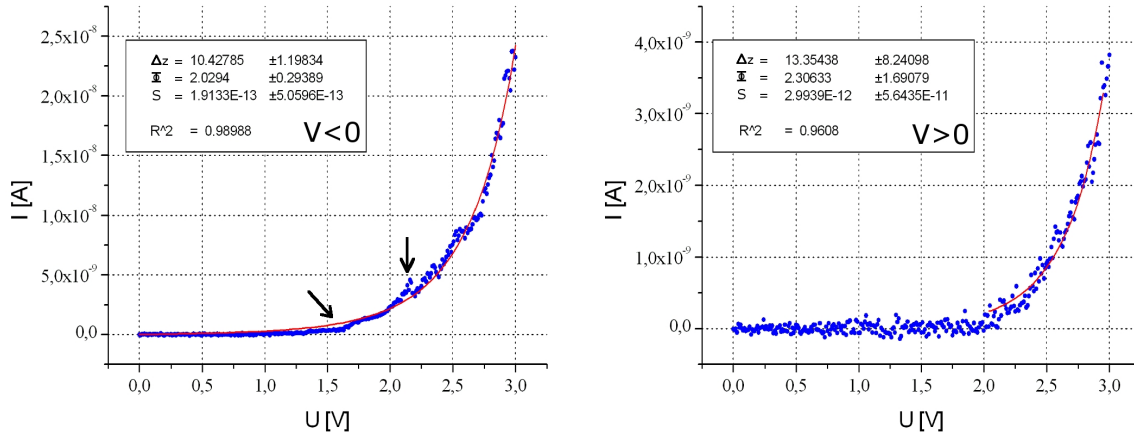 2,5x10-8
2,0x10-8
1,5x10-8
1,0x10-8
5,0x10-9
0,0
I [A]
Δz = 10.42785 ±1.19834
Φ = 2.0294 ±0.29389
S = 1.9133E-13 ±5.0596E-13
R^2 = 0.98988
V<0
0,0 0,5 1,0 1,5 2,0 2,5 3,0
U [V]
4,0x10-9
3,0x10-9
2,0x10-9
1,0x10-9
0,0
I [A]
Δz = 13.35438 ±8.24098
Φ = 2.30633 ±1.69079
S = 2.9939E-12 ±5.6435E-11
R^2 = 0.9608
V>0
0,0 0,5 1,0 1,5 2,0 2,5 3,0
U [V]